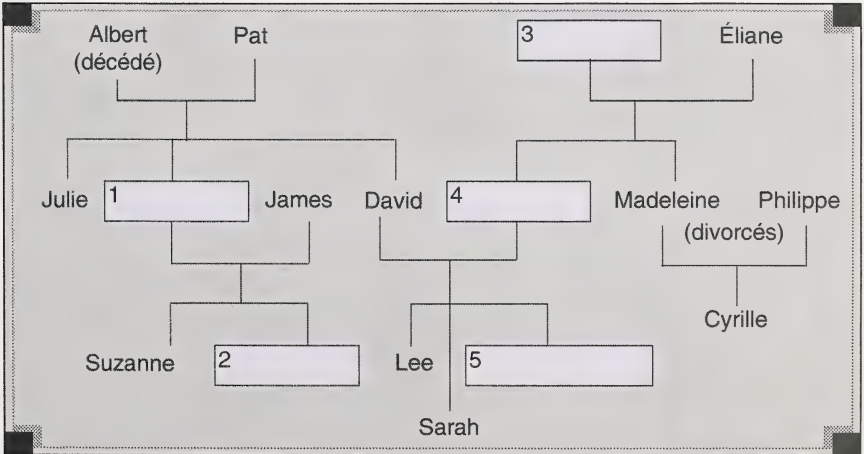 Albert Pat 3 Éliane
(décédé)
Julie 1 James David 4 Madeleine Philippe
(divorcés)
Cyrille
Suzanne 2 Lee 5
Sarah